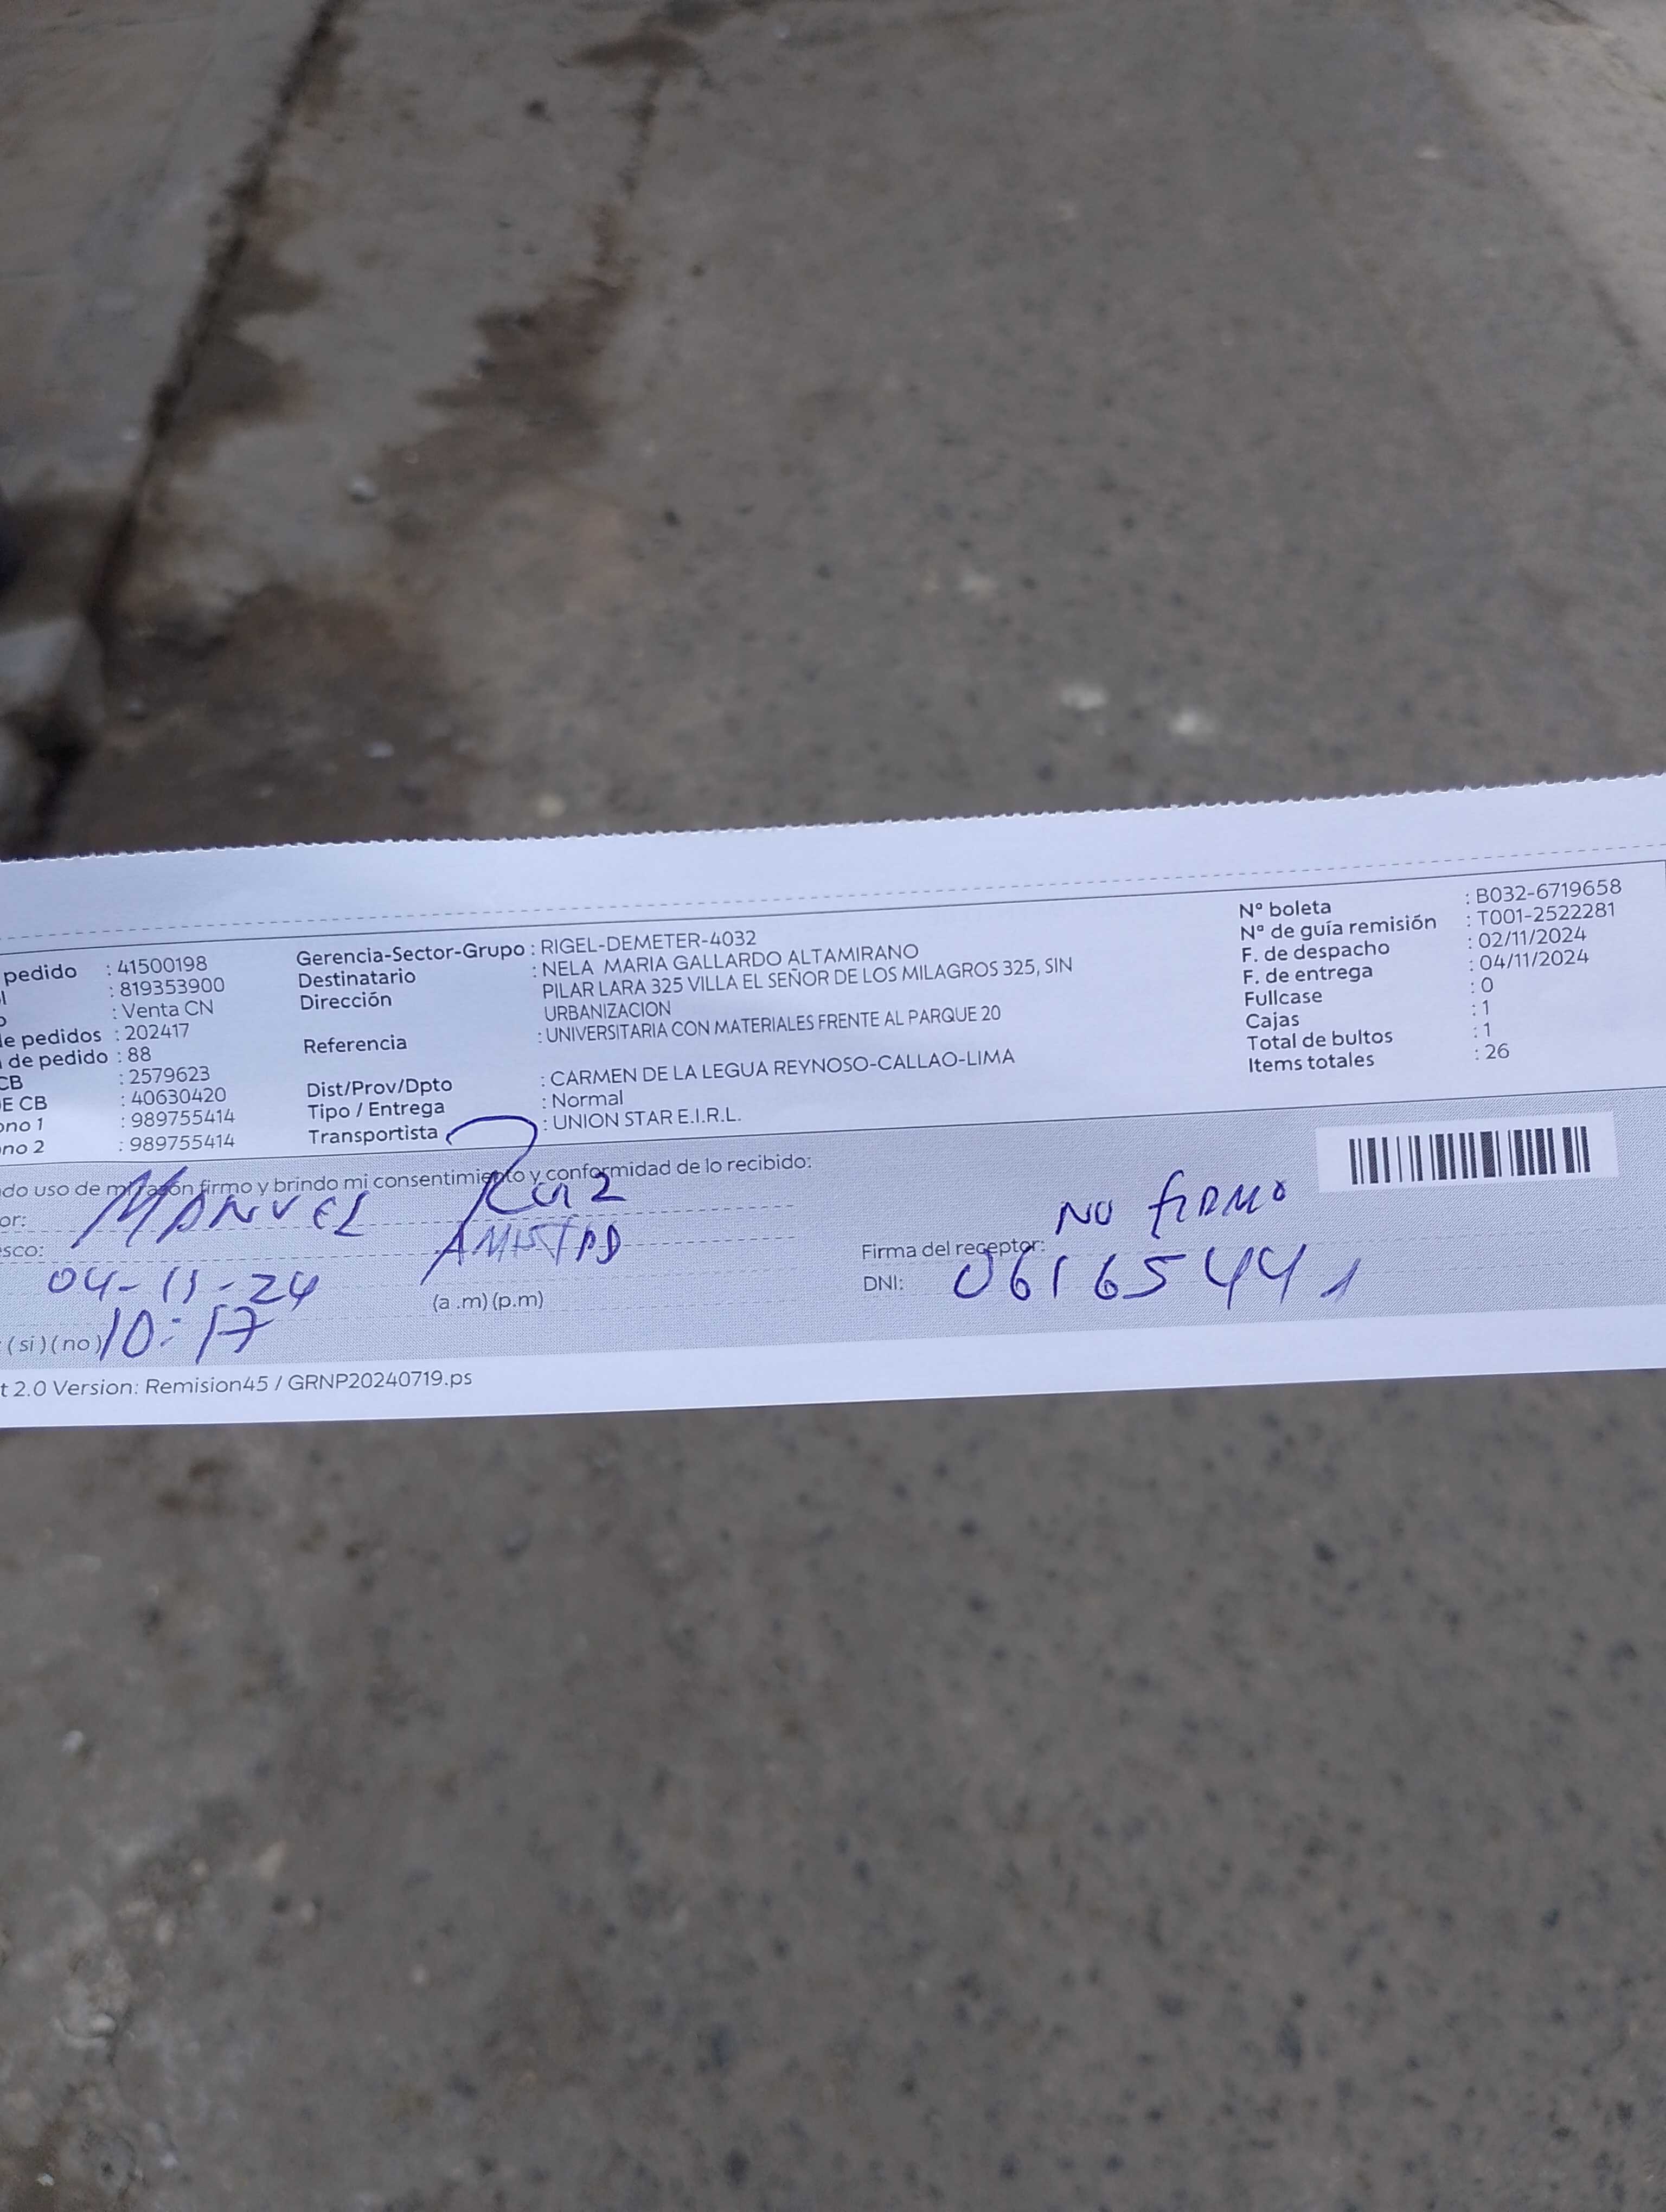 pedido : 41500198
l : 819353900
o : Venta CN
de pedidos : 202417
de pedido : 88
CB : 2579623
E CB : 40630420
ono 1 : 989755414
no 2 : 989755414
Gerencia-Sector-Grupo : RIGEL-DEMETER-4032
Destinatario : NELA MARIA GALLARDO ALTAMIRANO
Dirección PILAR LARA 325 VILLA EL SEÑOR DE LOS MILAGROS 325, SIN
URBANIZACION
Referencia : UNIVERSITARIA CON MATERIALES FRENTE AL PARQUE 20
Dist/Prov/Dpto : CARMEN DE LA LEGUA REYNOSO-CALLAO-LIMA
Tipo / Entrega : Normal
Transportista : UNION STAR E.I.R.L.
Nº boleta : B032-6719658
Nº de guía remisión : T001-2522281
F. de despacho : 02/11/2024
F. de entrega : 04/11/2024
Fullcase : 0
Cajas : 1
Total de bultos : 1
Items totales : 26
do uso de mi razón firmo y brindo mi consentimiento y conformidad de lo recibido:
or: MANUEL Ruiz
sco: AMISTAD
04-11-24 (a .m) (p.m)
(si) (no) 10:17
NO FIRMO
Firma del receptor:
DNI: 06165441
t 2.0 Version: Remision45 / GRNP20240719.ps